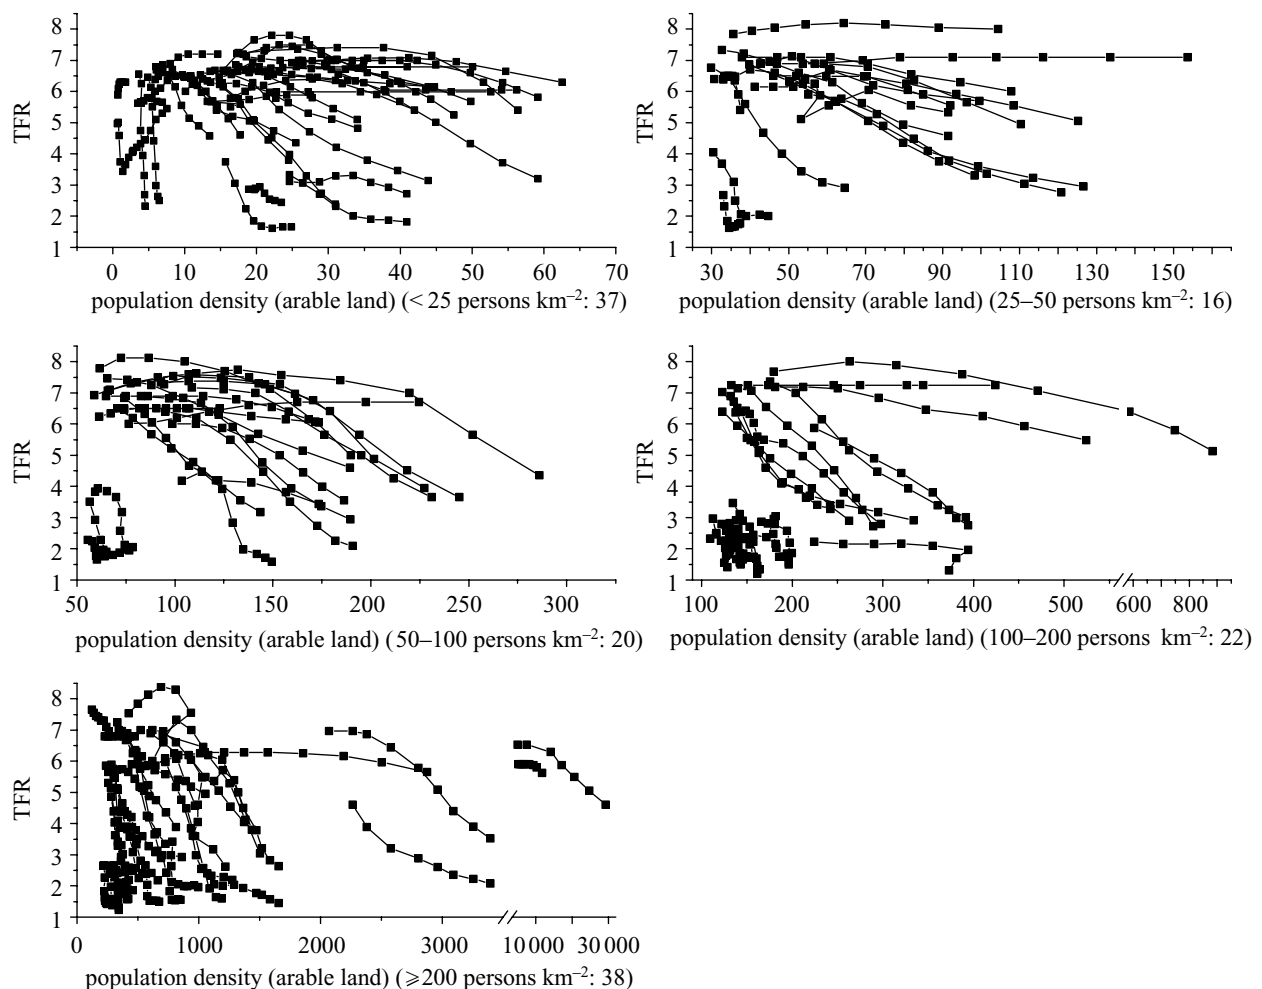 8
7
6
5
4
3
2
1
TFR
0 10 20 30 40 50 60 70
population density (arable land) (< 25 persons km⁻²: 37)
8
7
6
5
4
3
2
1
TFR
30 50 70 90 110 130 150
population density (arable land) (25–50 persons km⁻²: 16)
8
7
6
5
4
3
2
1
TFR
50 100 150 200 250 300
population density (arable land) (50–100 persons km⁻²: 20)
8
7
6
5
4
3
2
1
TFR
100 200 300 400 500 600 800
population density (arable land) (100–200 persons km⁻²: 22)
8
7
6
5
4
3
2
1
TFR
0 1000 2000 3000 10 000 30 000
population density (arable land) (⩾200 persons km⁻²: 38)